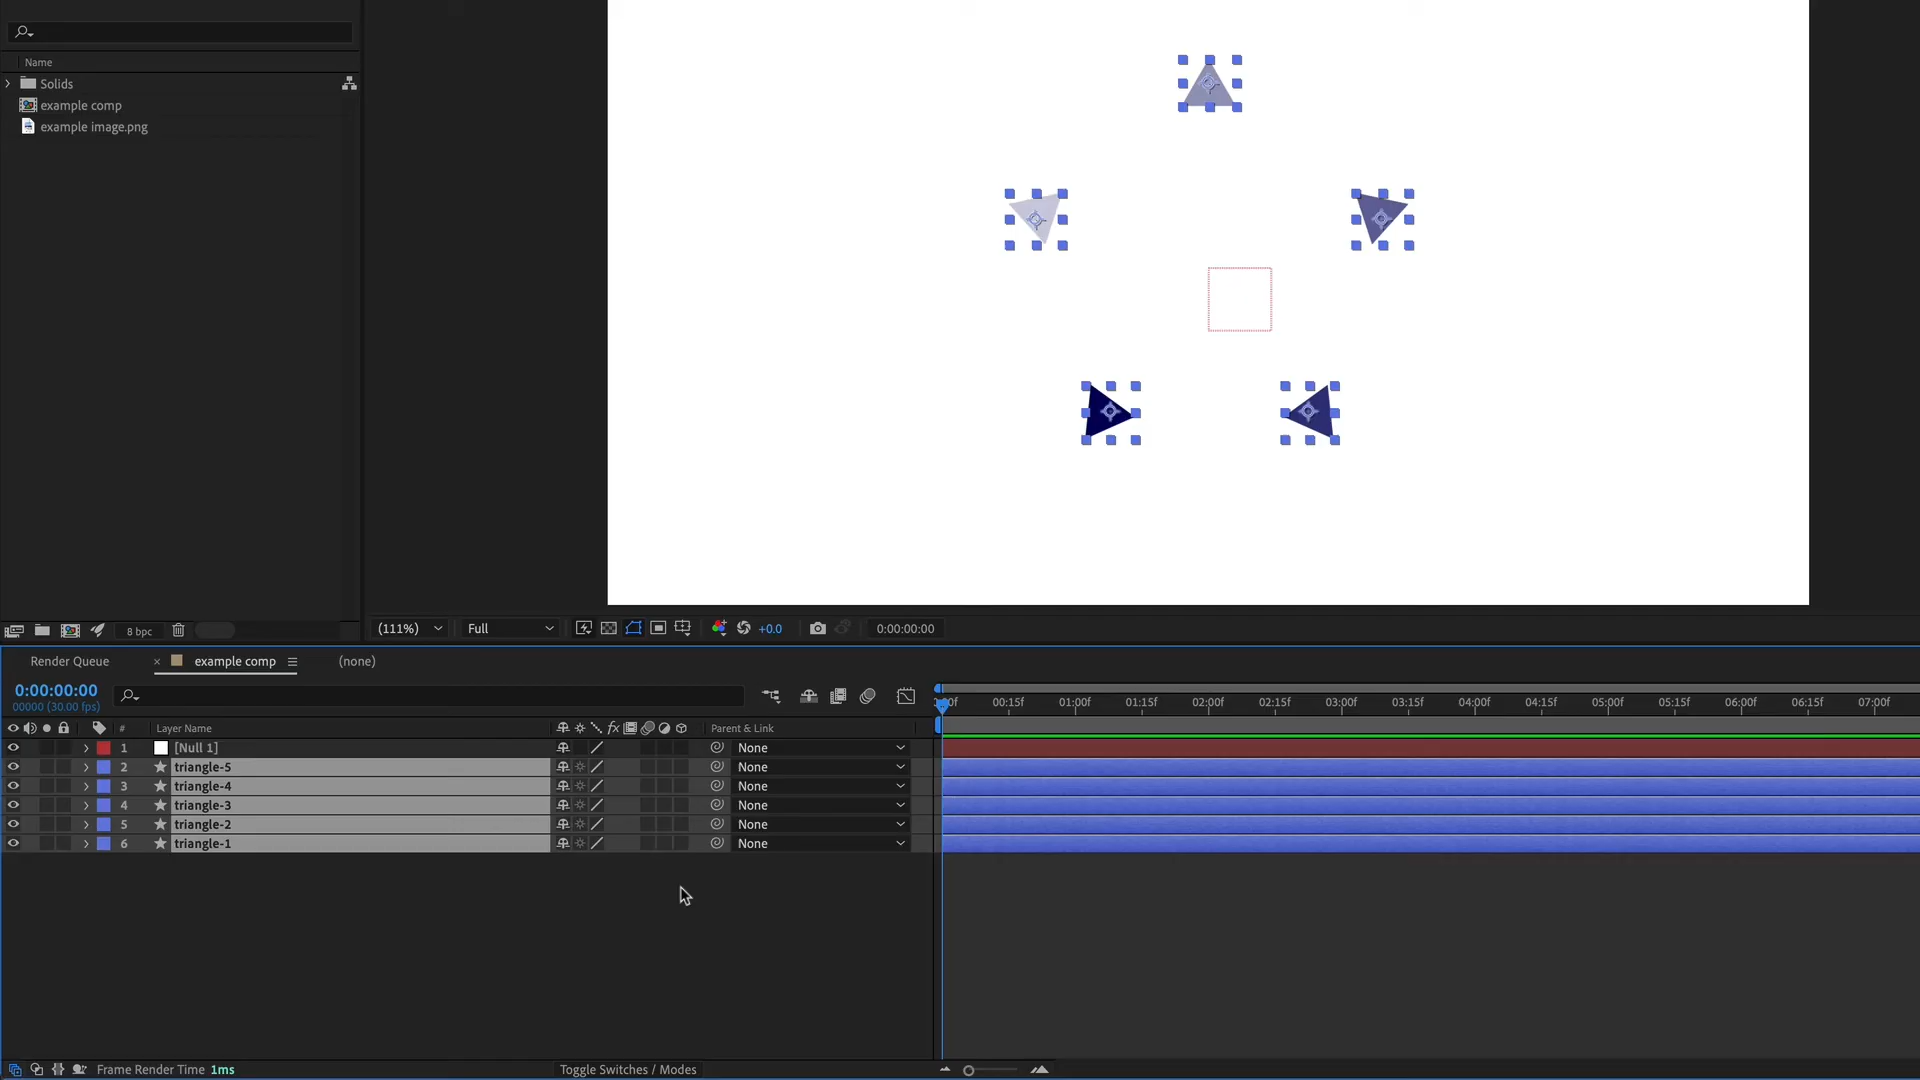 Name
Solids
example comp
example image.png
8 bpc
(111%)
Full
+0.0
0:00:00:00
Render Queue
× example comp
(none)
0:00:00:00
00000 (30.00 fps)
00:15f 01:00f 01:15f 02:00f 02:15f 03:00f 03:15f 04:00f 04:15f 05:00f 05:15f 06:00f 06:15f 07:00f
# Layer Name fx Parent & Link
1 [Null 1] None
2 triangle-5 None
3 triangle-4 None
4 triangle-3 None
5 triangle-2 None
6 triangle-1 None
Frame Render Time 1ms
Toggle Switches / Modes